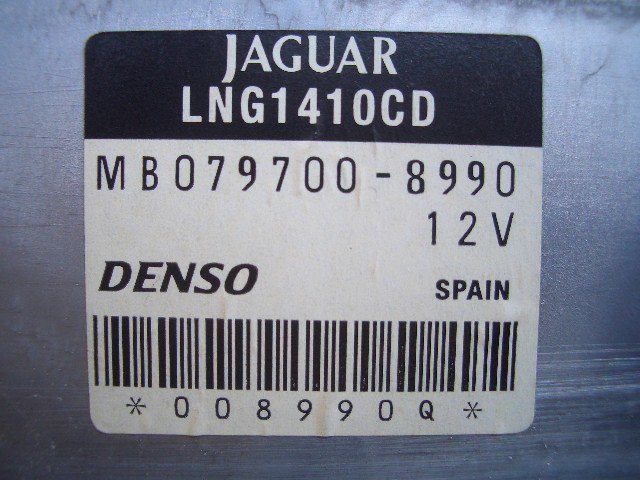 JAGUAR
LNG1410CD
MB079700-8990
12V
DENSO SPAIN
*008990Q*